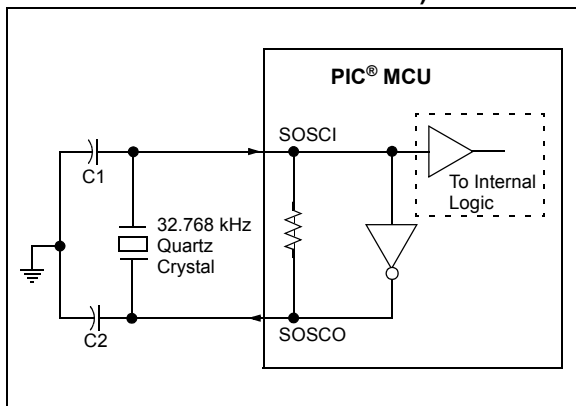 PIC® MCU
SOSCI
C1
To Internal
Logic
32.768 kHz
Quartz
Crystal
SOSCO
C2